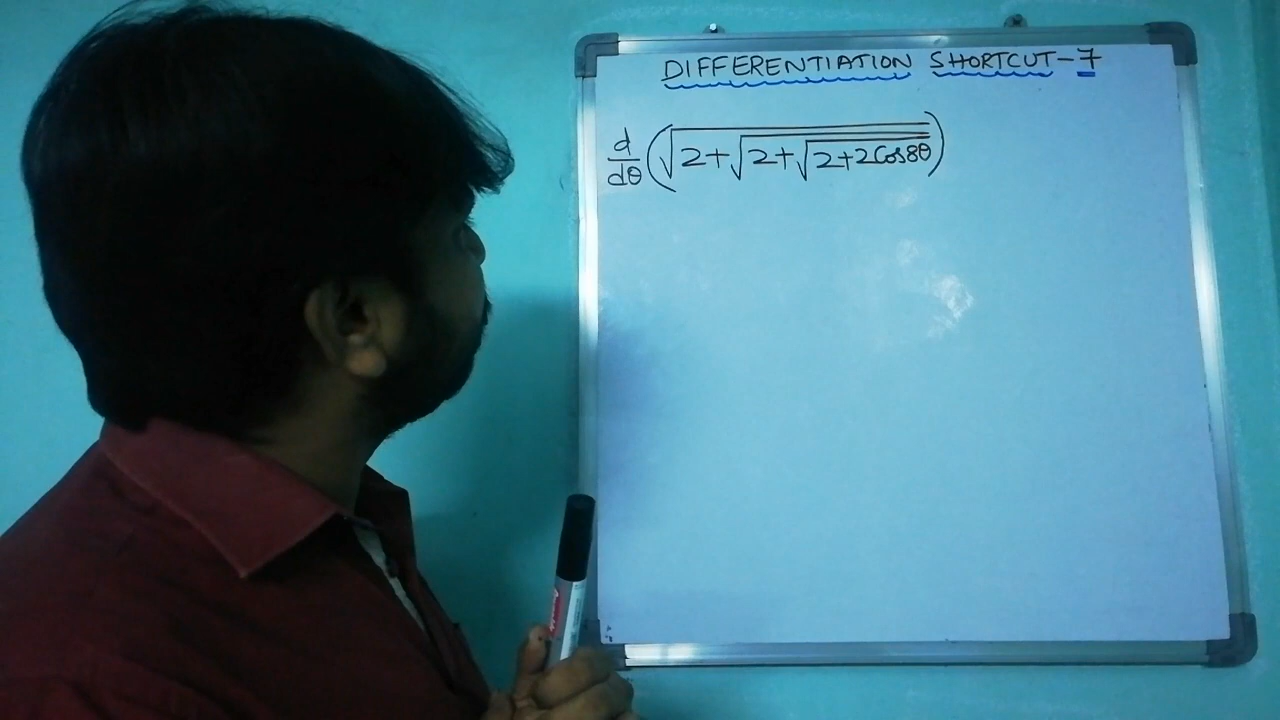 DIFFERENTIATION SHORTCUT-7
d/dθ(√(2+√(2+√(2+2Cos8θ))))